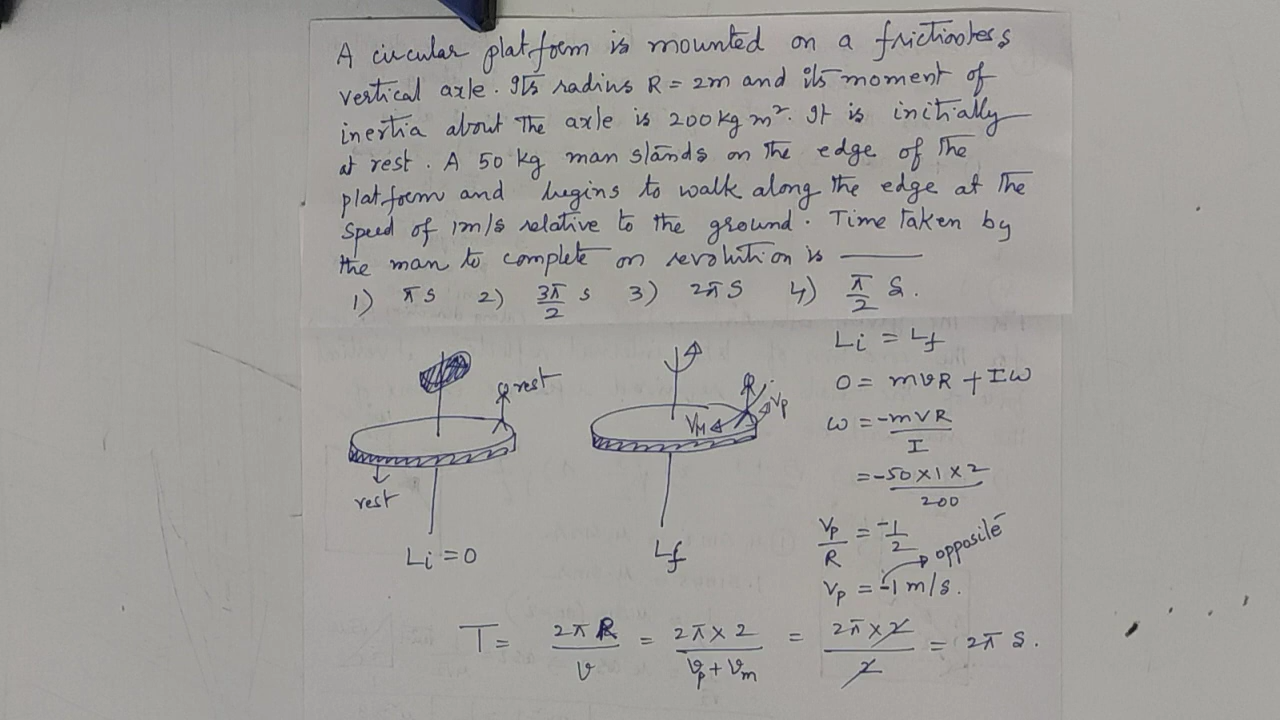 A circular platform is mounted on a frictionless
vertical axle. Its radius R = 2m and its moment of
inertia about the axle is 200 kg m². It is initially
at rest. A 50 kg man stands on the edge of the
platform and begins to walk along the edge at the
speed of 1m/s relative to the ground. Time taken by
the man to complete on revolution is ———
1) π s 2) 3π/2 s 3) 2π S 4) π/2 S.
Li = Lf
0 = mvR + Iω
ω = -mVR/I
= -50×1×2/200
Vp/R = -1/2
Vp = -1 m/s. → opposite
rest
rest
Li = 0
VM
Vp
Lf
T = 2πR/v = 2π×2/vp+vm = 2π×2/2 = 2π S.